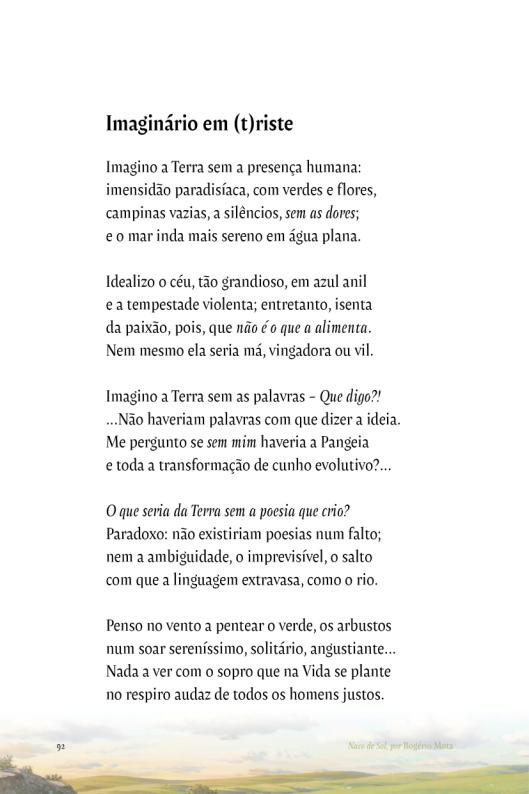 Imaginário em (t)riste
Imagino a Terra sem a presença humana:
imensidão paradisíaca, com verdes e flores,
campinas vazias, a silêncios, sem as dores;
e o mar inda mais sereno em água plana.
Idealizo o céu, tão grandioso, em azul anil
e a tempestade violenta; entretanto, isenta
da paixão, pois, que não é o que a alimenta.
Nem mesmo ela seria má, vingadora ou vil.
Imagino a Terra sem as palavras – Que digo?!
...Não haveriam palavras com que dizer a ideia.
Me pergunto se sem mim haveria a Pangeia
e toda a transformação de cunho evolutivo?...
O que seria da Terra sem a poesia que crio?
Paradoxo: não existiriam poesias num falto;
nem a ambiguidade, o imprevisível, o salto
com que a linguagem extravasa, como o rio.
Penso no vento a pentear o verde, os arbustos
num soar sereníssimo, solitário, angustiante...
Nada a ver com o sopro que na Vida se plante
no respiro audaz de todos os homens justos.
92
Naco de Sol, por Rogério Mota